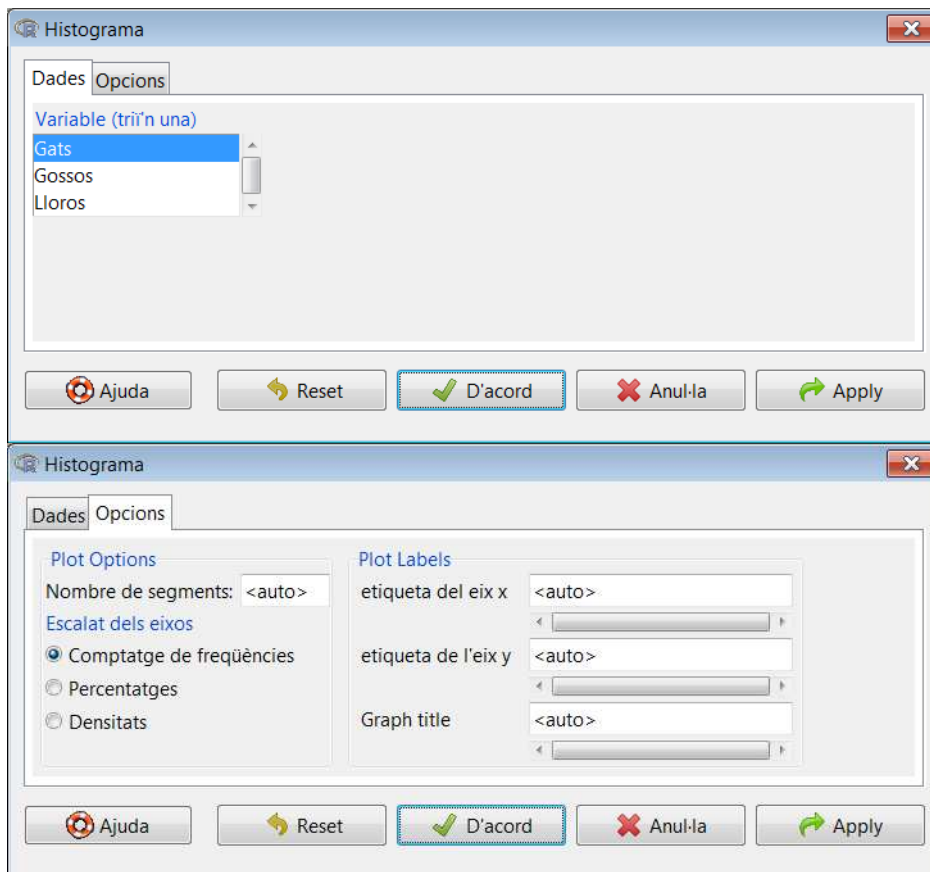 Histograma
Dades Opcions
Variable (triï'n una)
Gats
Gossos
Lloros
Ajuda Reset D'acord Anul·la Apply
Histograma
Dades Opcions
Plot Options Plot Labels
Nombre de segments: <auto> etiqueta del eix x <auto>
Escalat dels eixos
Comptatge de freqüències etiqueta de l'eix y <auto>
Percentatges
Densitats Graph title <auto>
Ajuda Reset D'acord Anul·la Apply